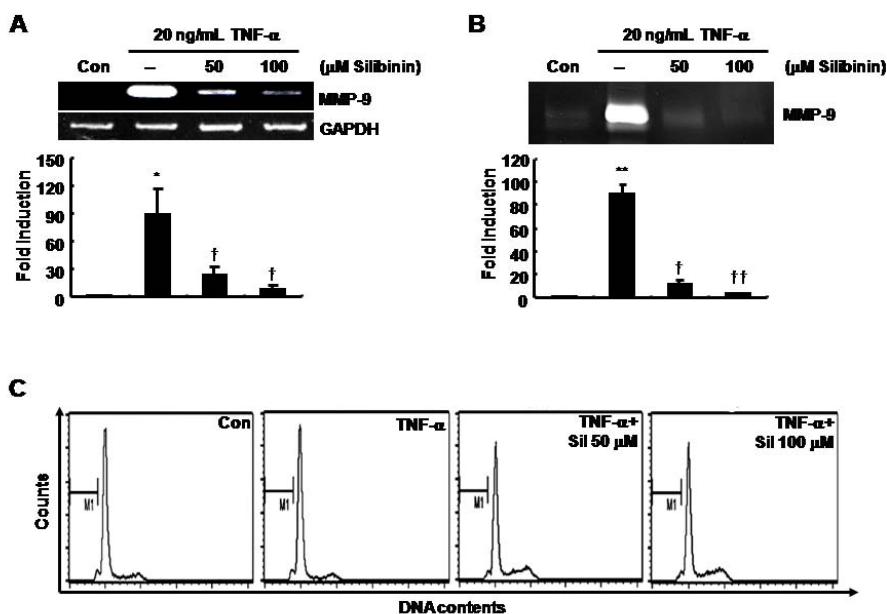 A
20 ng/mL TNF-α
Con – 50 100 (μM Silibinin)
MMP-9
GAPDH
150
120
90
60
30
0
Fold Induction
*
†
†
B
20 ng/mL TNF-α
Con – 50 100 (μM Silibinin)
MMP-9
120
100
80
60
40
20
0
Fold Induction
**
†
††
C
Counts
Con
M1
TNF-α
M1
TNF-α+
Sil 50 μM
M1
TNF-α+
Sil 100 μM
M1
DNA contents